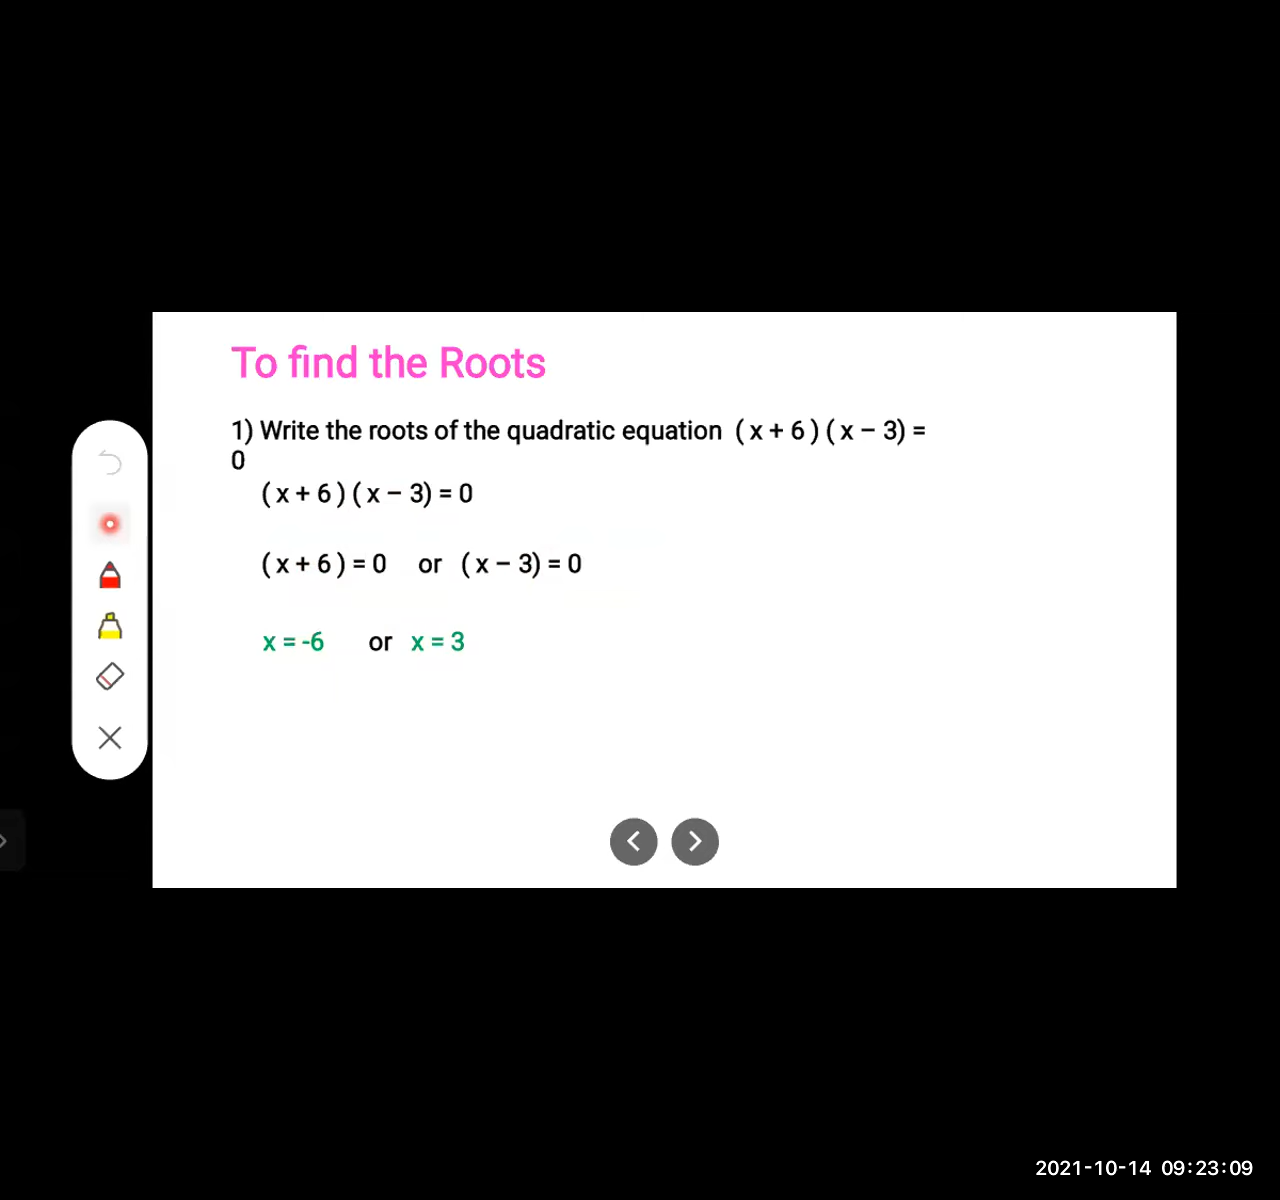 To find the Roots
1) Write the roots of the quadratic equation ( x + 6 ) ( x – 3) =
0
( x + 6 ) ( x – 3) = 0
( x + 6 ) = 0 or ( x – 3) = 0
x = -6 or x = 3
2021-10-14 09:23:09